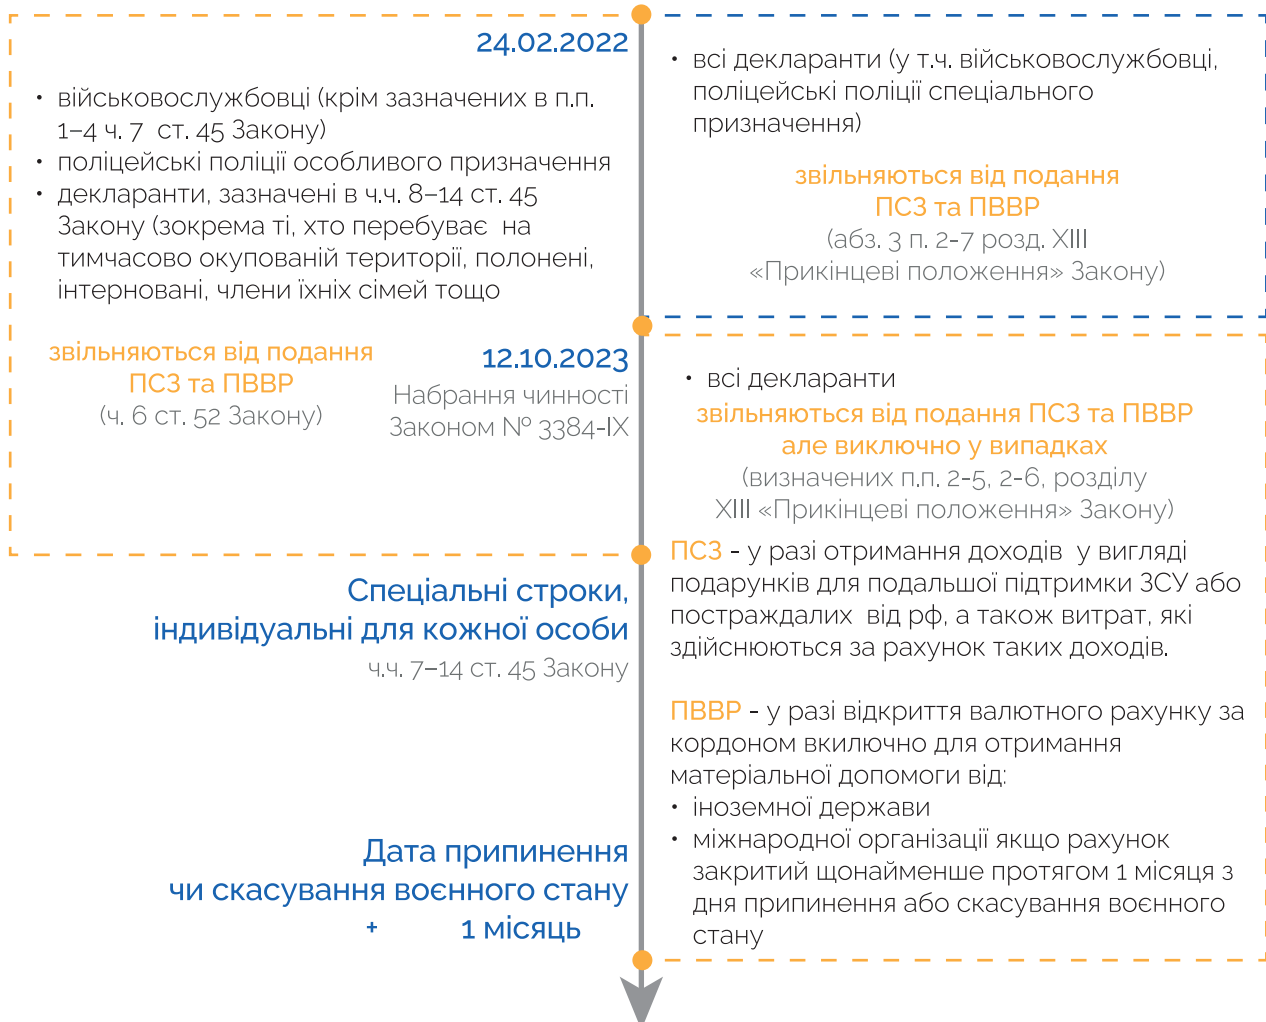 24.02.2022
• військовослужбовці (крім зазначених в п.п.
1–4 ч. 7 ст. 45 Закону)
• поліцейські поліції особливого призначення
• декларанти, зазначені в ч.ч. 8–14 ст. 45
Закону (зокрема ті, хто перебуває на
тимчасово окупованій території, полонені,
інтерновані, члени їхніх сімей тощо
звільняються від подання
ПСЗ та ПВВР
(ч. 6 ст. 52 Закону)
• всі декларанти (у т.ч. військовослужбовці,
поліцейські поліції спеціального
призначення)
звільняються від подання
ПСЗ та ПВВР
(абз. 3 п. 2-7 розд. XIII
«Прикінцеві положення» Закону)
12.10.2023
Набрання чинності
Законом № 3384-IX
• всі декларанти
звільняються від подання ПСЗ та ПВВР
але виключно у випадках
(визначених п.п. 2-5, 2-6, розділу
XIII «Прикінцеві положення» Закону)
ПСЗ - у разі отримання доходів у вигляді
подарунків для подальшої підтримки ЗСУ або
постраждалих від рф, а також витрат, які
здійснюються за рахунок таких доходів.
ПВВР - у разі відкриття валютного рахунку за
кордоном вкилючно для отримання
матеріальної допомоги від:
• іноземної держави
• міжнародної організації якщо рахунок
закритий щонайменше протягом 1 місяця з
дня припинення або скасування воєнного
стану
Спеціальні строки,
індивідуальні для кожної особи
ч.ч. 7–14 ст. 45 Закону
Дата припинення
чи скасування воєнного стану
+ 1 місяць